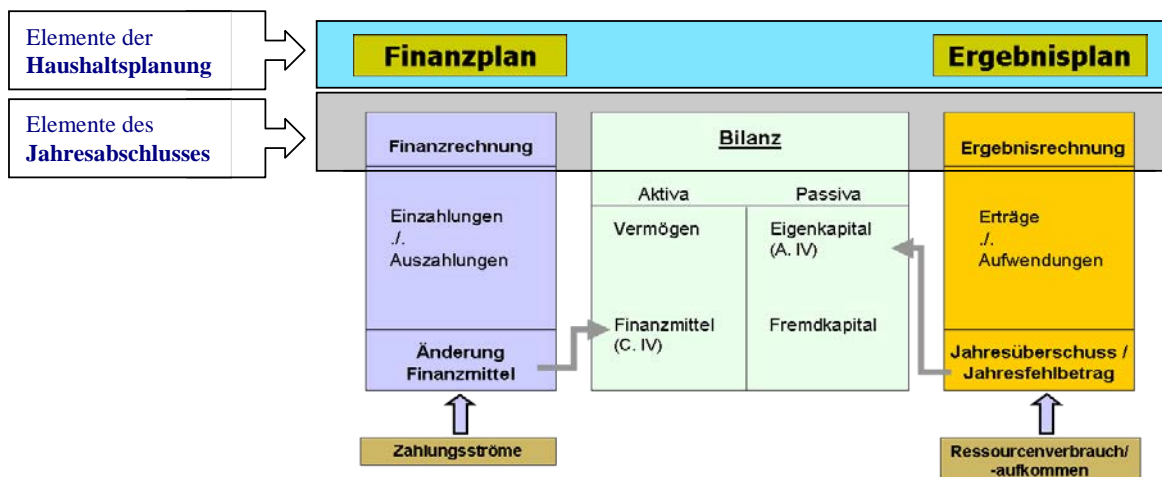 Elemente der
Haushaltsplanung
Finanzplan
Ergebnisplan
Elemente des
Jahresabschlusses
Finanzrechnung
Einzahlungen
./.
Auszahlungen
Änderung
Finanzmittel
Zahlungsströme
Bilanz
Aktiva
Passiva
Vermögen
Eigenkapital
(A. IV)
Finanzmittel
(C. IV)
Fremdkapital
Ergebnisrechnung
Erträge
./.
Aufwendungen
Jahresüberschuss /
Jahresfehlbetrag
Ressourcenverbrauch/
-aufkommen